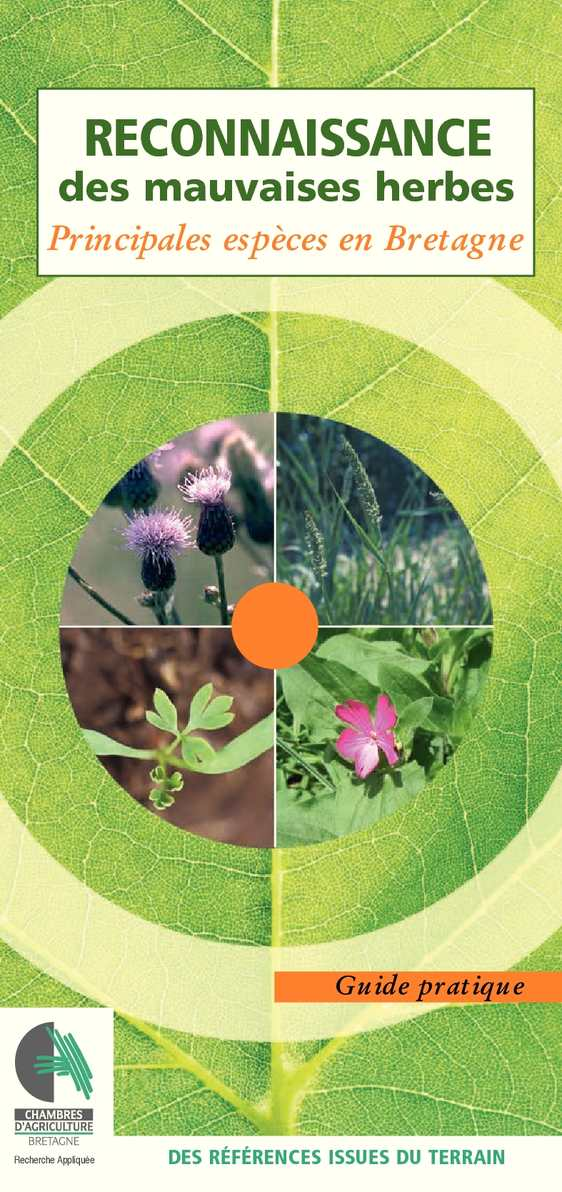 RECONNAISSANCE
des mauvaises herbes
Principales espèces en Bretagne
Guide pratique
CHAMBRES
D'AGRICULTURE
BRETAGNE
Recherche Appliquée
DES RÉFÉRENCES ISSUES DU TERRAIN